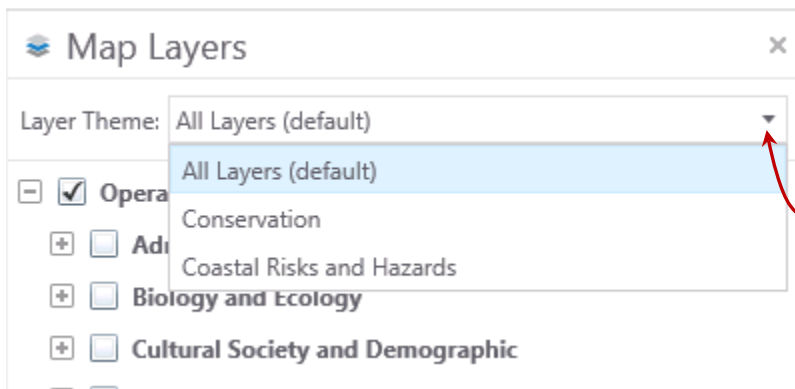 Map Layers
Layer Theme: All Layers (default)
All Layers (default)
Conservation
Coastal Risks and Hazards
Biology and Ecology
Cultural Society and Demographic